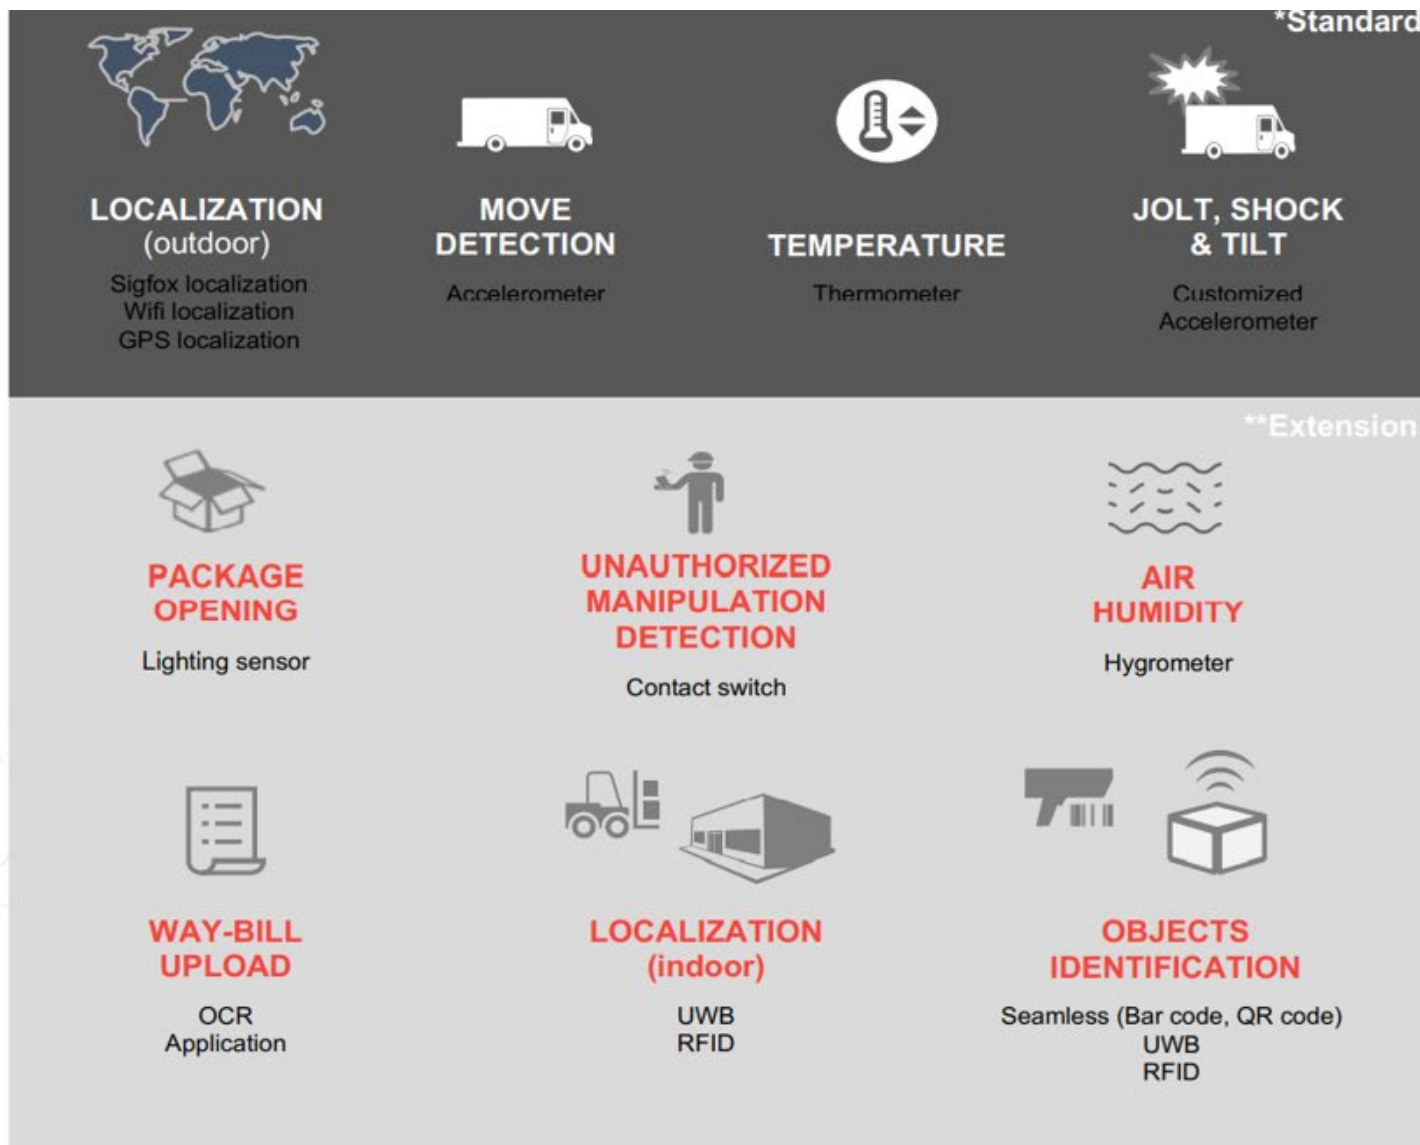 *Standard
LOCALIZATION
(outdoor)
Sigfox localization
Wifi localization
GPS localization
MOVE
DETECTION
Accelerometer
TEMPERATURE
Thermometer
JOLT, SHOCK
& TILT
Customized
Accelerometer
**Extension
PACKAGE
OPENING
Lighting sensor
UNAUTHORIZED
MANIPULATION
DETECTION
Contact switch
AIR
HUMIDITY
Hygrometer
WAY-BILL
UPLOAD
OCR
Application
LOCALIZATION
(indoor)
UWB
RFID
OBJECTS
IDENTIFICATION
Seamless (Bar code, QR code)
UWB
RFID